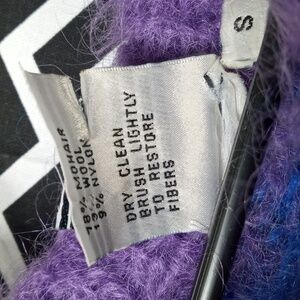 S
78% MOHAIR
13% WOOL
9% NYLON
DRY CLEAN
BRUSH LIGHTLY
TO RESTORE
FIBERS